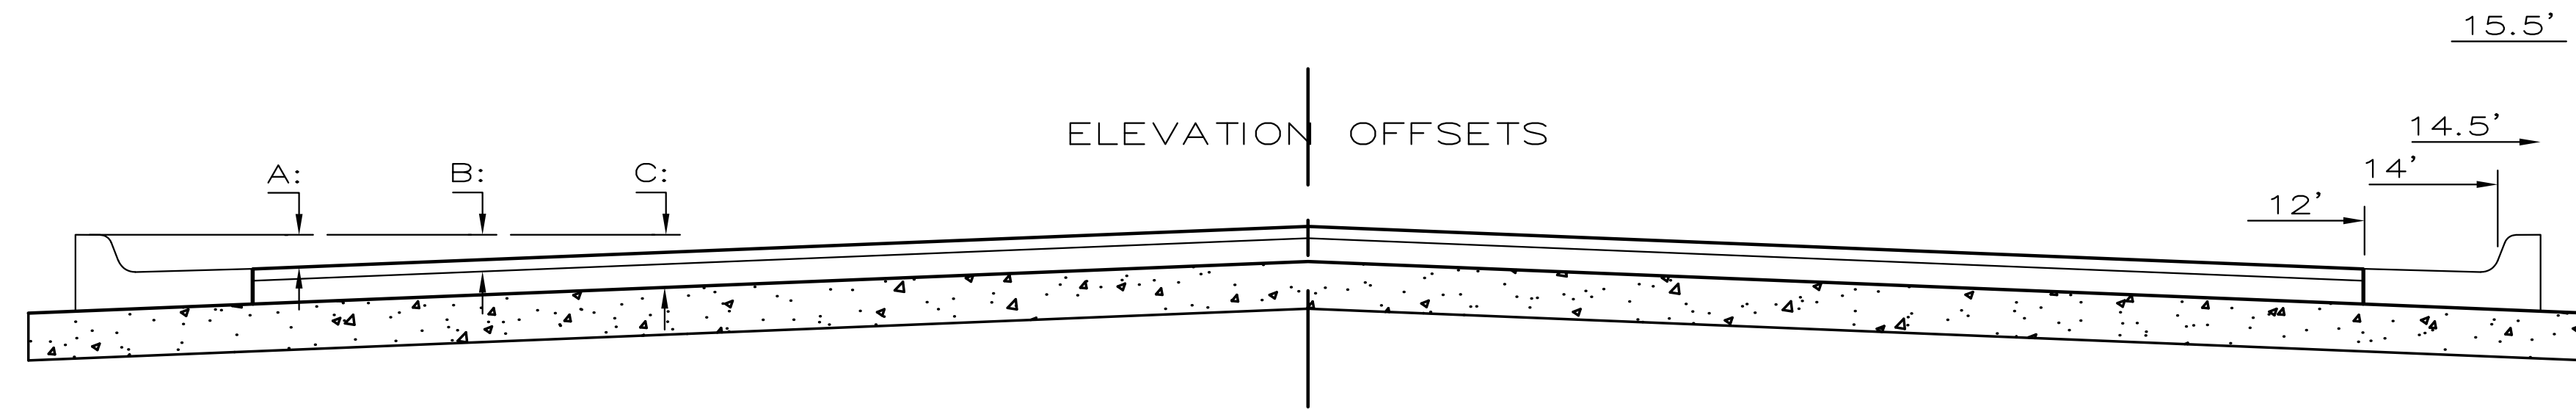 15.5'
ELEVATION OFFSETS
14.5'
14'
A:
B:
C:
12'